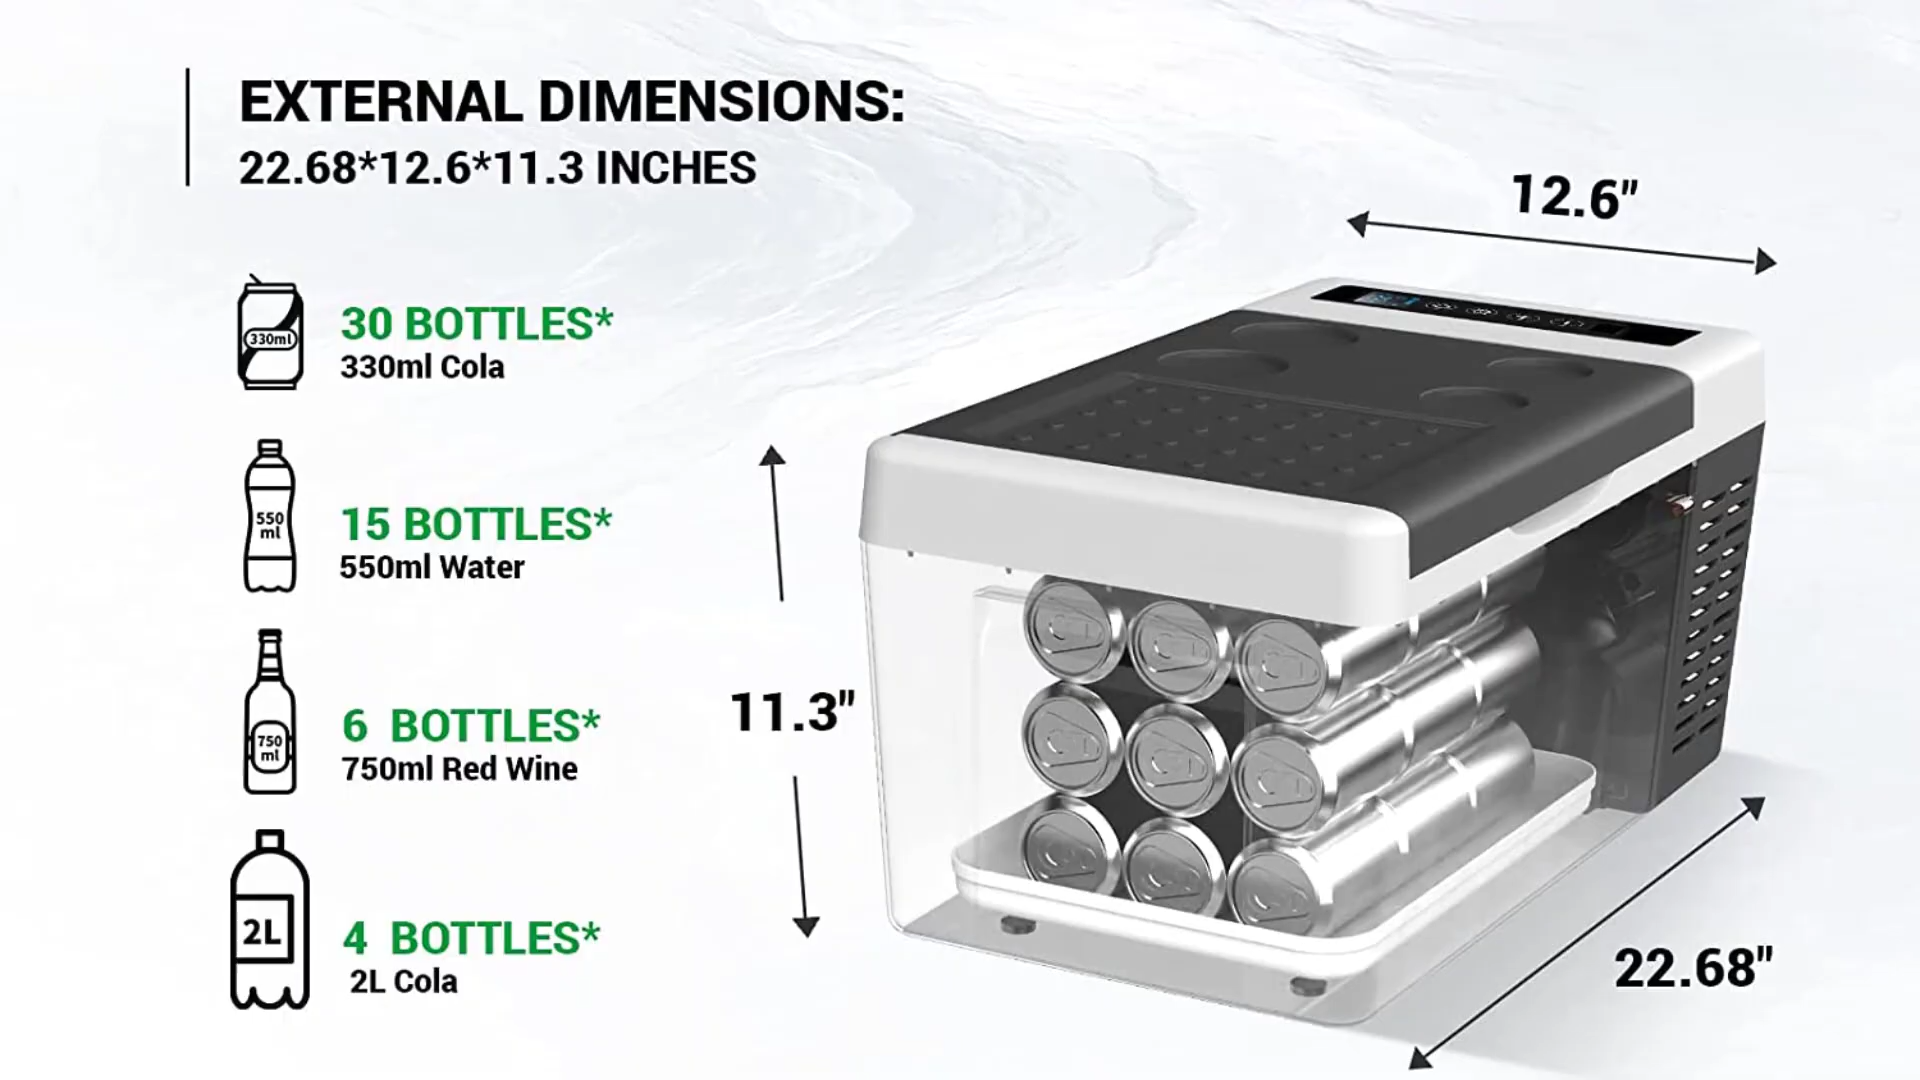 EXTERNAL DIMENSIONS:
22.68*12.6*11.3 INCHES
12.6"
330ml
30 BOTTLES*
330ml Cola
550
ml
15 BOTTLES*
550ml Water
11.3"
750
ml
6 BOTTLES*
750ml Red Wine
2L
4 BOTTLES*
2L Cola
22.68"